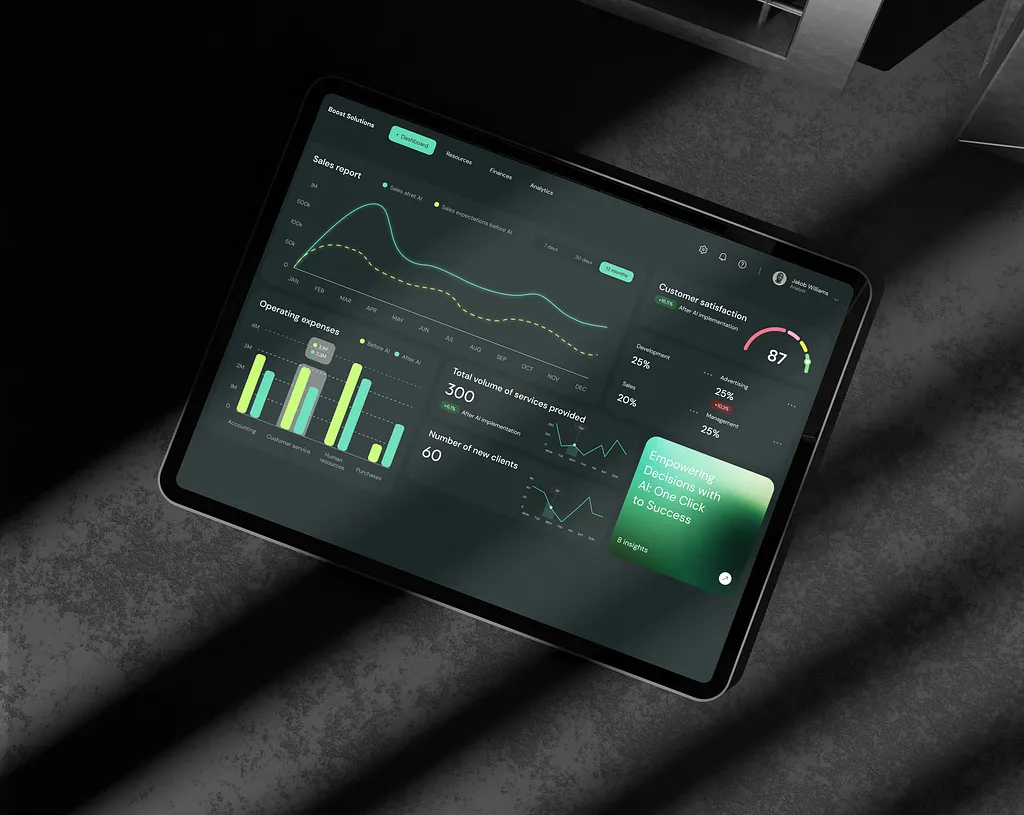 Boost Solutions
Dashboard
Resources
Finances
Analytics
Jakob Williams
Analyst
Sales report
Sales afret AI
Sales expectations before AI
7 days
30 days
12 months
1M
500k
100k
50k
0
JAN
FEB
MAR
APR
MAY
JUN
JUL
AUG
SEP
OCT
NOV
DEC
Customer satisfaction
+16.5%
After AI implementation
87
Development
25%
Advertising
25%
+10.3%
Sales
20%
Management
25%
Operating expenses
Before AI
After AI
4M
3M
2M
1M
0
Accounting
Customer service
Human
resources
Purchases
Total volume of services provided
300
After AI implementation
Number of new clients
60
Empowering
Decisions with
AI: One Click
to Success
8 insights